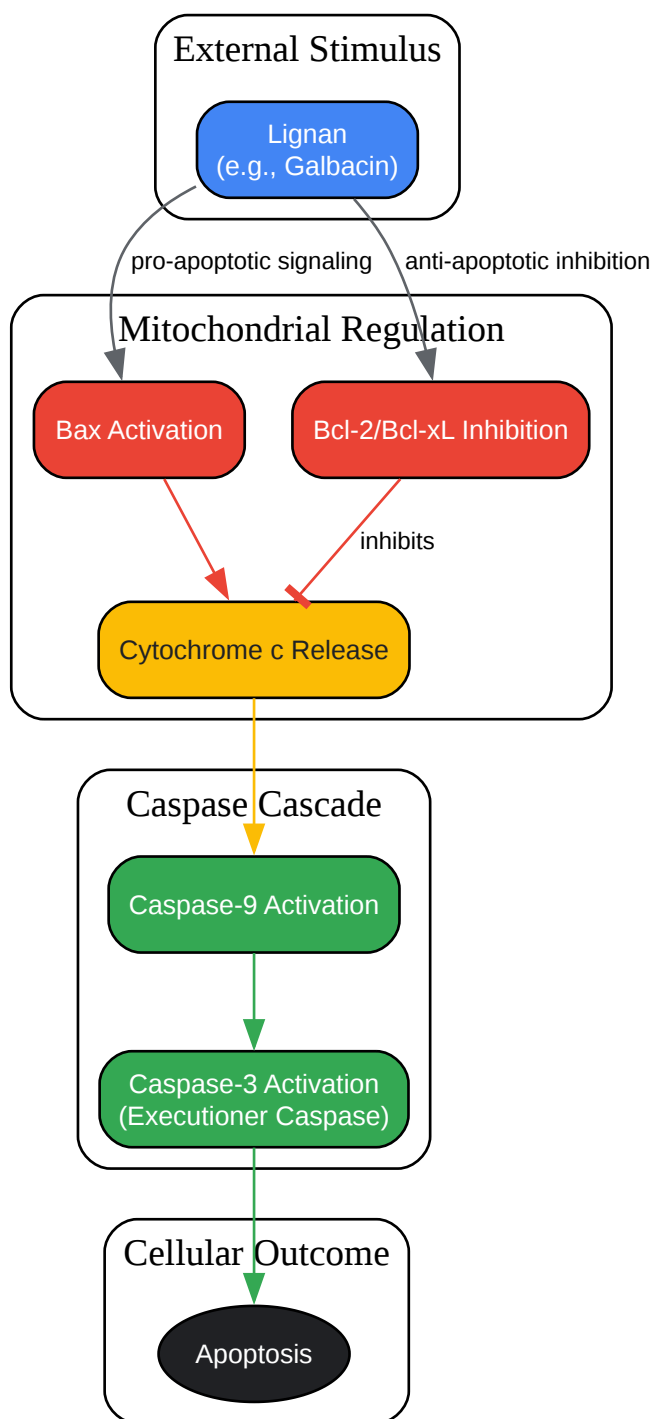 External Stimulus
Lignan
(e.g., Galbacin)
pro-apoptotic signaling
anti-apoptotic inhibition
Mitochondrial Regulation
Bax Activation
Bcl-2/Bcl-xL Inhibition
inhibits
Cytochrome c Release
Caspase Cascade
Caspase-9 Activation
Caspase-3 Activation
(Executioner Caspase)
Cellular Outcome
Apoptosis